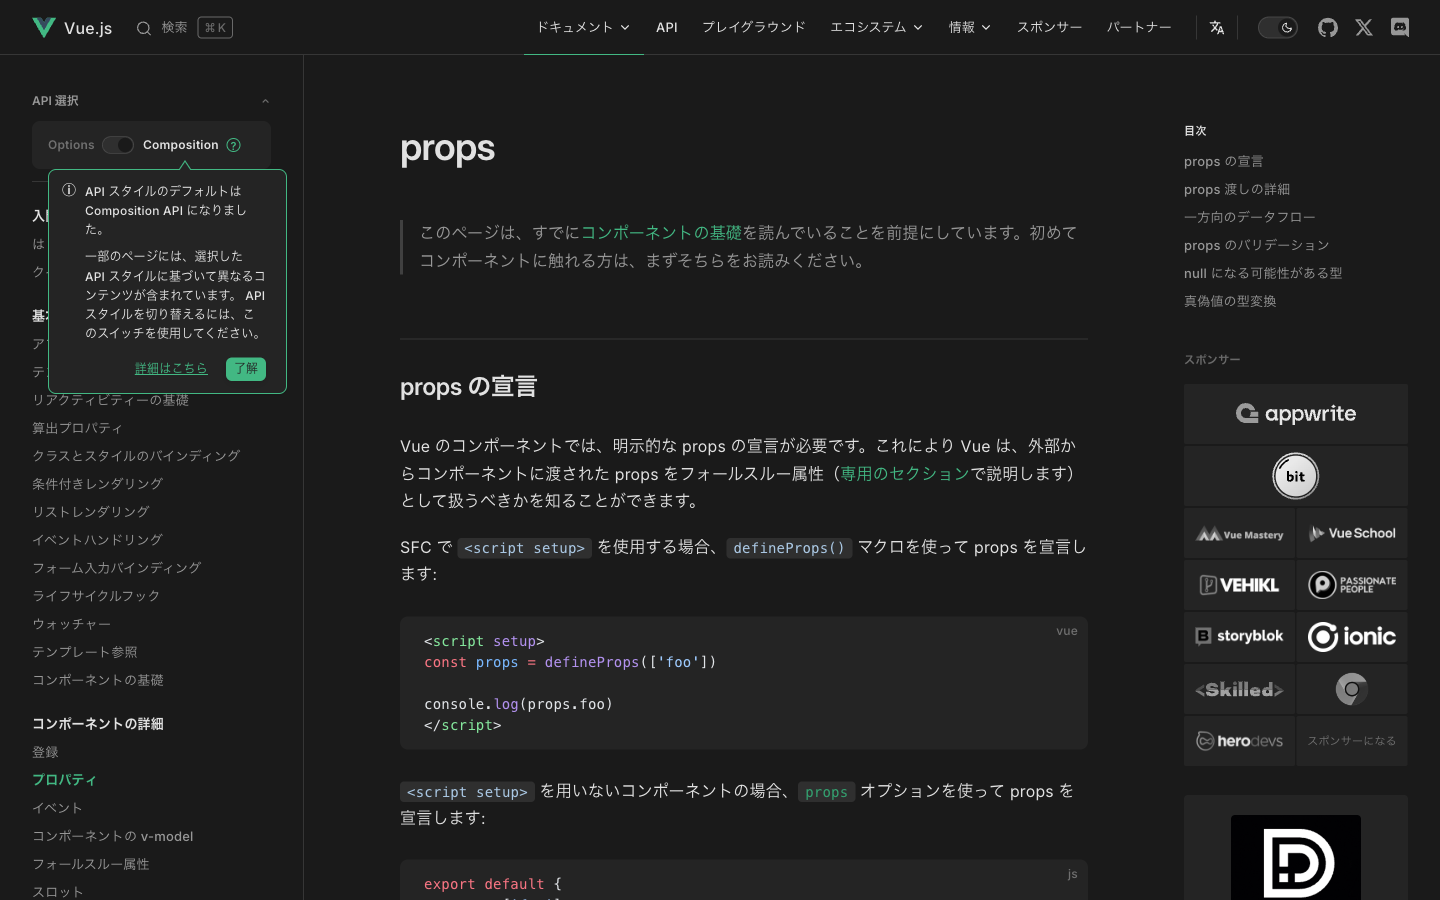 Vue.js
検索
⌘ K
ドキュメント
API
プレイグラウンド
エコシステム
情報
スポンサー
パートナー
API 選択
Options
Composition
?
API スタイルのデフォルトは
Composition API になりまし
た。
一部のページには、選択した
API スタイルに基づいて異なるコ
ンテンツが含まれています。 API
スタイルを切り替えるには、こ
のスイッチを使用してください。
詳細はこちら
了解
リアクティビティーの基礎
算出プロパティ
クラスとスタイルのバインディング
条件付きレンダリング
リストレンダリング
イベントハンドリング
フォーム入力バインディング
ライフサイクルフック
ウォッチャー
テンプレート参照
コンポーネントの基礎
コンポーネントの詳細
登録
プロパティ
イベント
コンポーネントの v-model
フォールスルー属性
スロット
props
このページは、すでにコンポーネントの基礎を読んでいることを前提にしています。初めて
コンポーネントに触れる方は、まずそちらをお読みください。
props の宣言
Vue のコンポーネントでは、明示的な props の宣言が必要です。これにより Vue は、外部か
らコンポーネントに渡された props をフォールスルー属性（専用のセクションで説明します）
として扱うべきかを知ることができます。
SFC で <script setup> を使用する場合、defineProps() マクロを使って props を宣言し
ます:
vue
<script setup>
const props = defineProps(['foo'])
console.log(props.foo)
</script>
<script setup> を用いないコンポーネントの場合、props オプションを使って props を
宣言します:
js
export default {
目次
props の宣言
props 渡しの詳細
一方向のデータフロー
props のバリデーション
null になる可能性がある型
真偽値の型変換
スポンサー
appwrite
bit
Vue Mastery
Vue School
VEHIKL
PASSIONATE
PEOPLE
storyblok
ionic
<Skilled>
herodevs
スポンサーになる